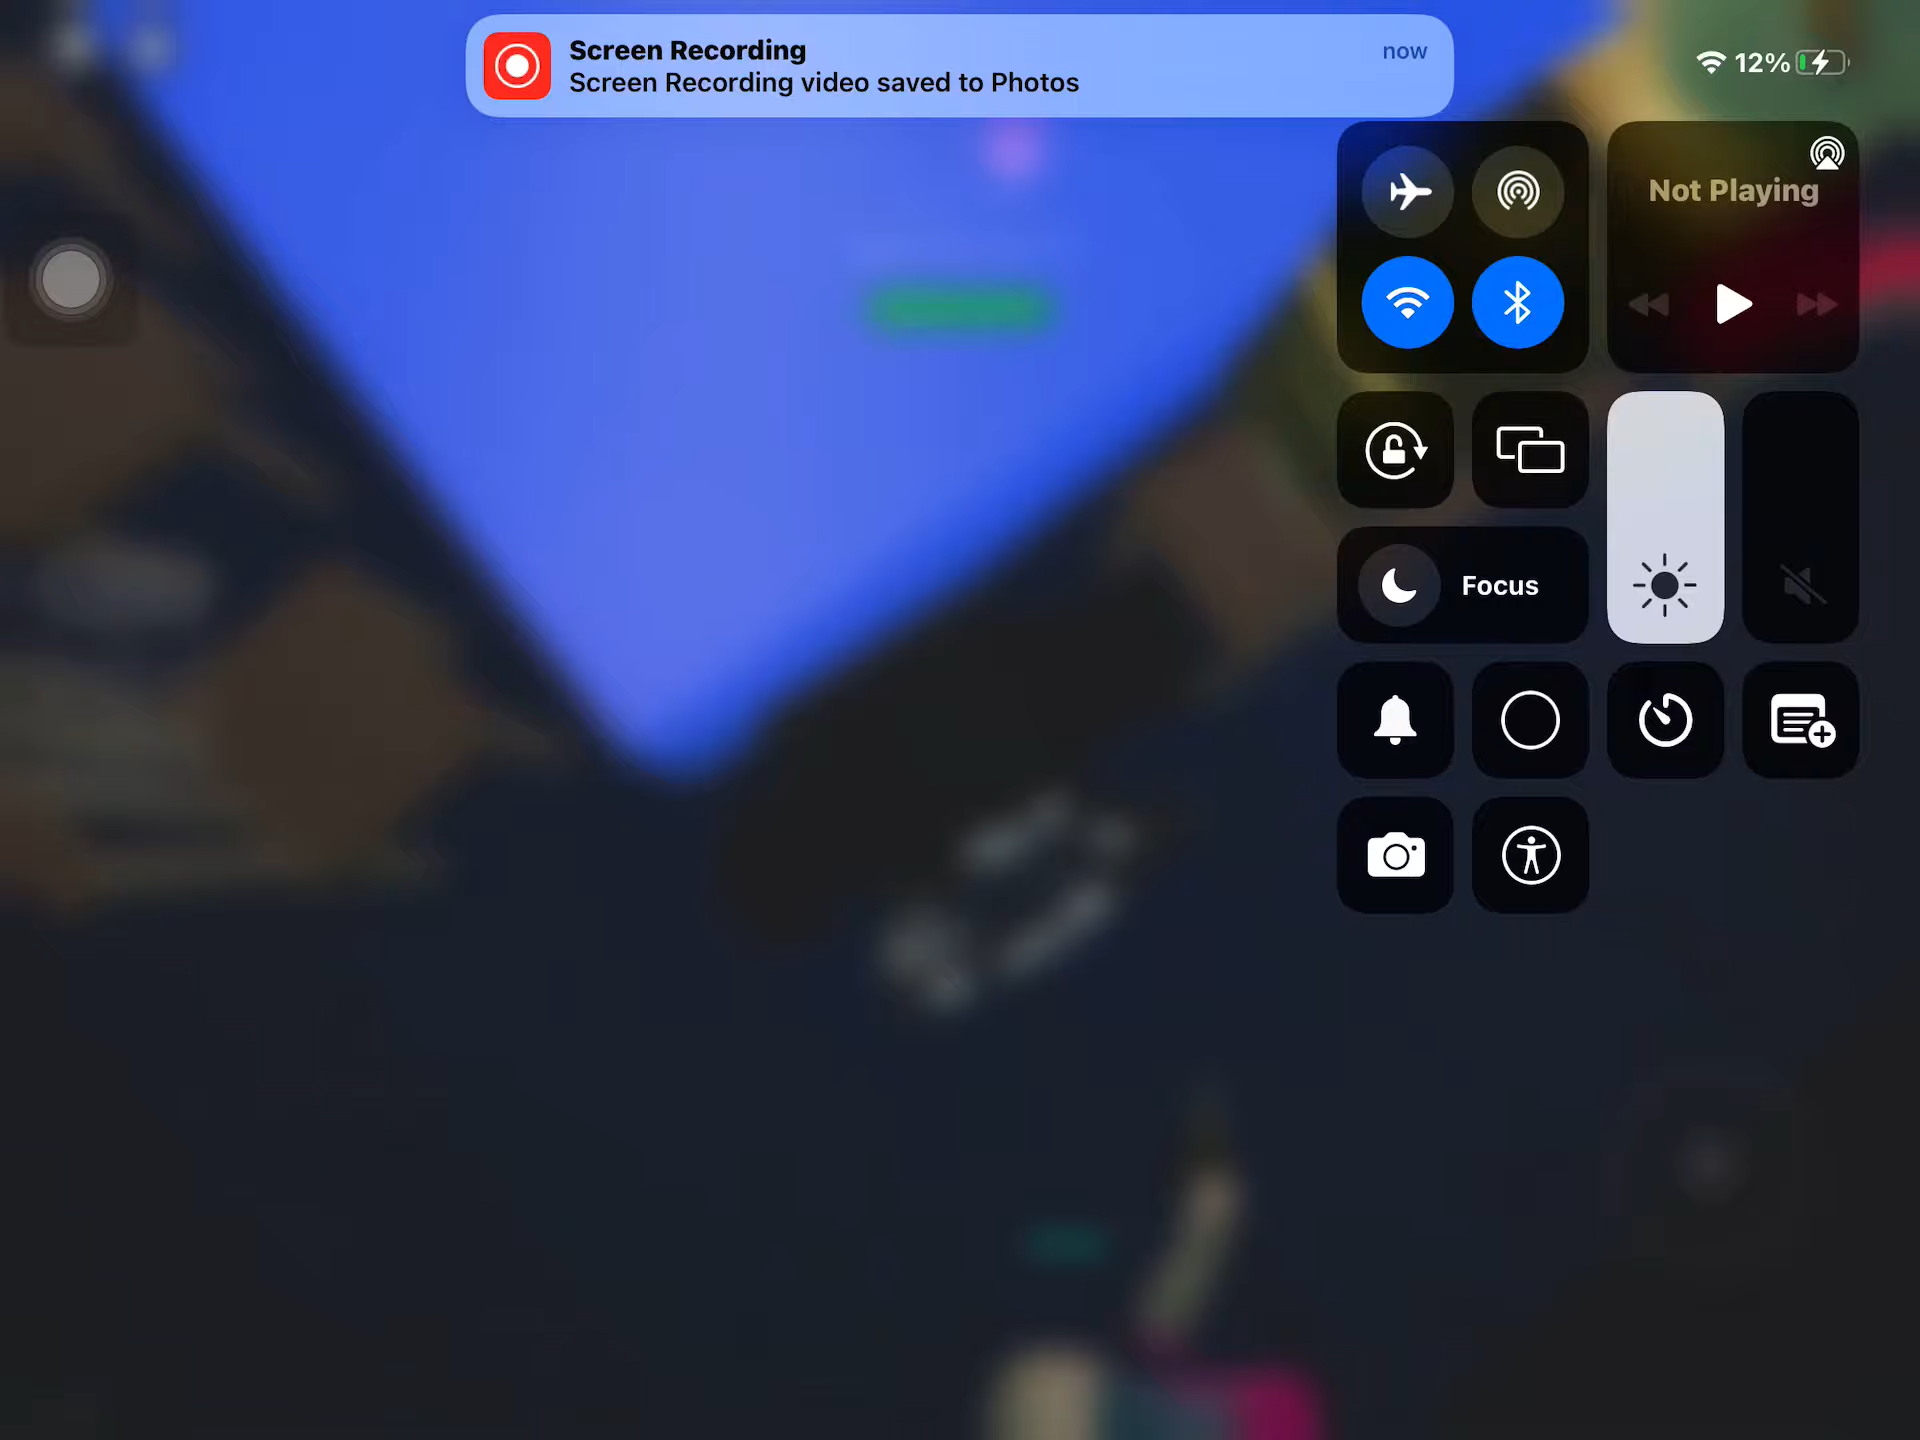 Screen Recording
now
Screen Recording video saved to Photos
12%
Not Playing
Focus